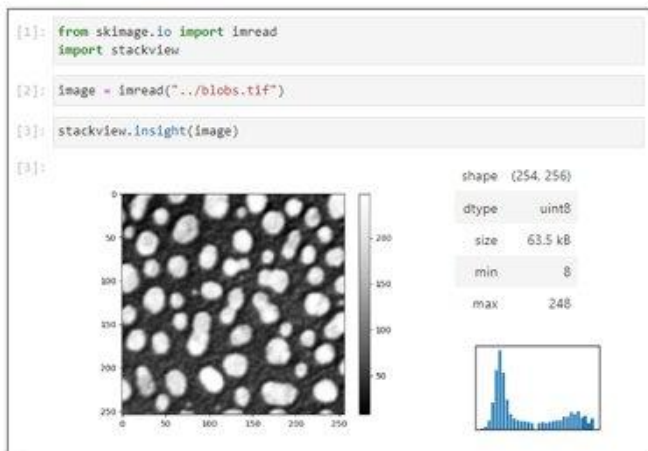 [1]: from skimage.io import imread
import stackview
[2]: image = imread("../blobs.tif")
[3]: stackview.insight(image)
[3]:
shape (254, 256)
dtype uint8
size 63.5 kB
min 8
max 248
0
50
100
150
200
250
0 50 100 150 200 250
200
150
100
50